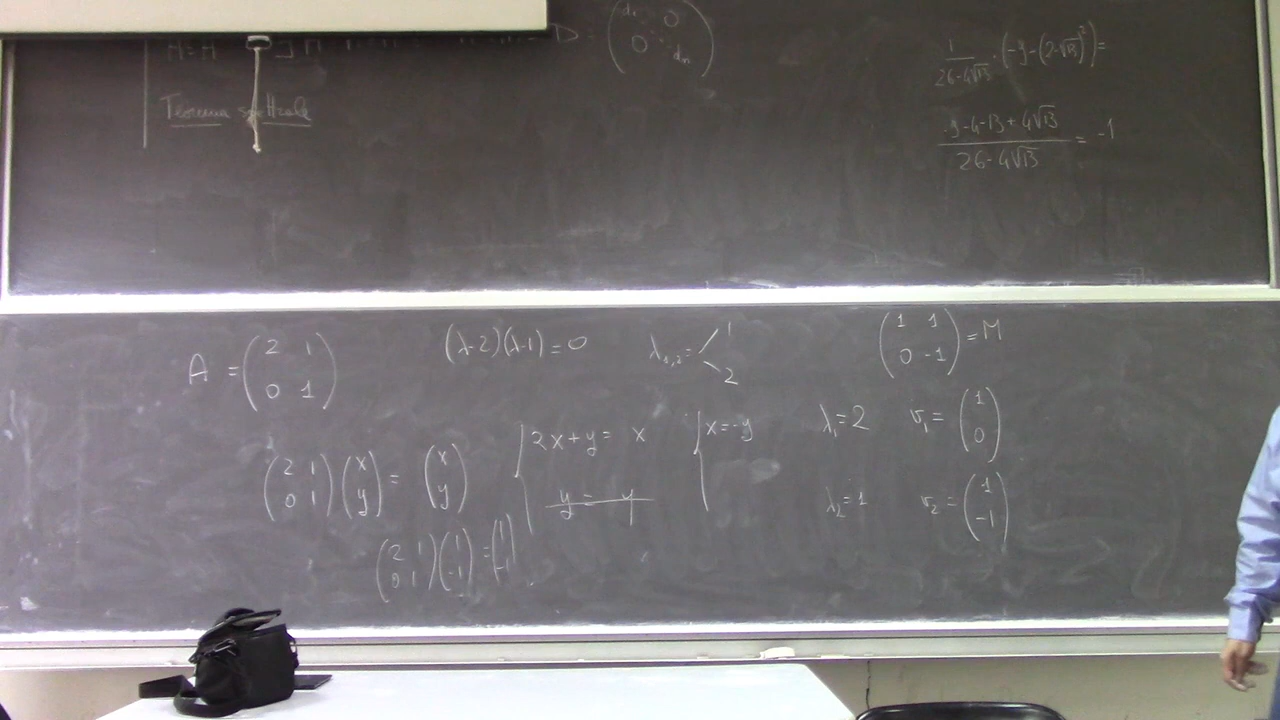 D = (d₁ 0 / 0 dₙ)
Teorema spettrale
1/(26-4√13) · (-9-(2-√13)²) =
(-9-4-13+4√13)/(26-4√13) = -1
A = (2 1 / 0 1)
(λ-2)(λ-1)=0
λ₁,₂ = 1 / 2
(1 1 / 0 -1) = M
(2 1 / 0 1)(x / y) = (x / y)
{ 2x+y = x
y = y
{ x=-y
λ₁=2 v₁ = (1 / 0)
λ₂=1 v₂ = (1 / -1)
(2 1 / 0 1)(1 / -1) = (1 / -1)